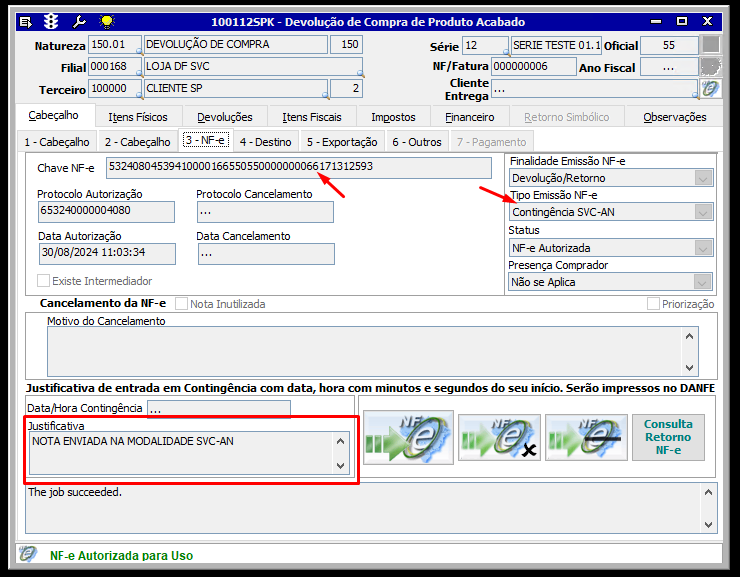 100112SPK - Devolução de Compra de Produto Acabado
Natureza 150.01 DEVOLUÇÃO DE COMPRA 150 Série 12 SERIE TESTE 01.1 Oficial 55
Filial 000168 LOJA DF SVC NF/Fatura 000000006 Ano Fiscal ...
Terceiro 100000 CLIENTE SP 2 Cliente Entrega ...
Cabeçalho Itens Físicos Devoluções Itens Fiscais Impostos Financeiro Retorno Simbólico Observações
1 - Cabeçalho 2 - Cabeçalho 3 - NF-e 4 - Destino 5 - Exportação 6 - Outros 7 - Pagamento
Chave NF-e 53240804539410000166550550000000066171312593
Finalidade Emissão NF-e
Devolução/Retorno
Protocolo Autorização Protocolo Cancelamento
653240000004080 ...
Tipo Emissão NF-e
Contingência SVC-AN
Data Autorização Data Cancelamento
30/08/2024 11:03:34 ...
Status
NF-e Autorizada
Existe Intermediador
Presença Comprador
Não se Aplica
Cancelamento da NF-e Nota Inutilizada Priorização
Motivo do Cancelamento
Justificativa de entrada em Contingência com data, hora com minutos e segundos do seu início. Serão impressos no DANFE
Data/Hora Contingência ...
Justificativa
NOTA ENVIADA NA MODALIDADE SVC-AN
NF e
NF e x
NF e
Consulta
Retorno
NF-e
The job succeeded.
NF-e Autorizada para Uso